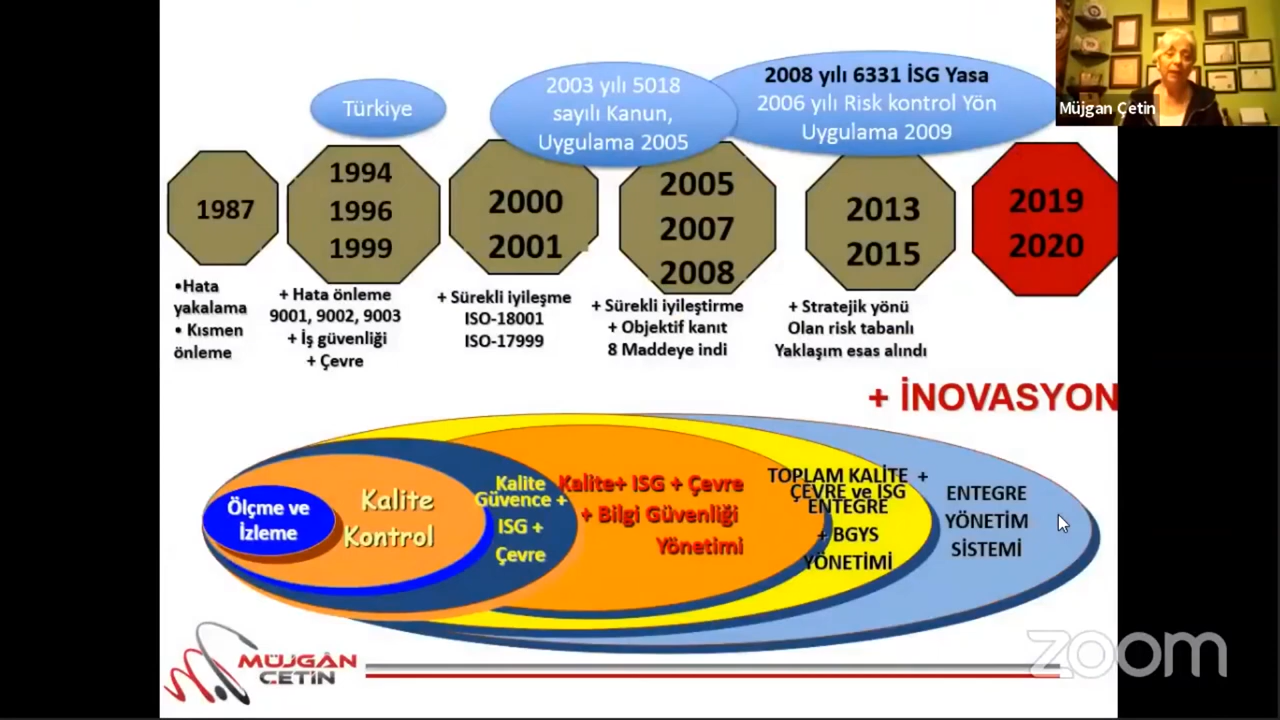 Müjgan Çetin
Türkiye
2003 yılı 5018
sayılı Kanun,
Uygulama 2005
2008 yılı 6331 İSG Yasa
2006 yılı Risk kontrol Yön
Uygulama 2009
1987
1994
1996
1999
2000
2001
2005
2007
2008
2013
2015
2019
2020
•Hata
yakalama
• Kısmen
önleme
+ Hata önleme
9001, 9002, 9003
+ İş güvenliği
+ Çevre
+ Sürekli iyileşme
ISO-18001
ISO-17999
+ Sürekli iyileştirme
+ Objektif kanıt
8 Maddeye indi
+ Stratejik yönü
Olan risk tabanlı
Yaklaşım esas alındı
+ İNOVASYON
Ölçme ve
İzleme
Kalite
Kontrol
Kalite
Güvence +
ISG +
Çevre
Kalite+ ISG + Çevre
+ Bilgi Güvenliği
Yönetimi
TOPLAM KALİTE +
ÇEVRE ve ISG
ENTEGRE
+ BGYS
YÖNETİMİ
ENTEGRE
YÖNETİM
SİSTEMİ
MÜJGÂN
ÇETİN
zoom